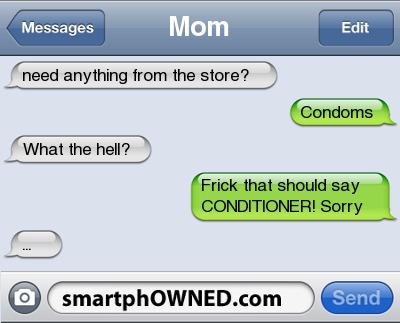 Messages
Mom
Edit
need anything from the store?
Condoms
What the hell?
Frick that should say
CONDITIONER! Sorry
...
smartphOWNED.com
Send